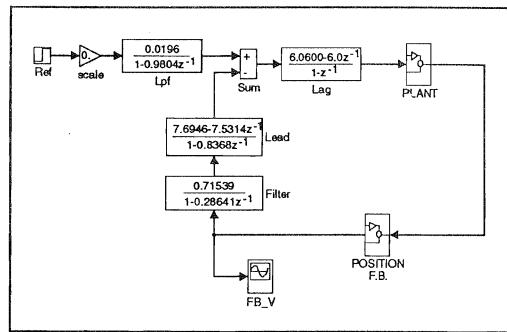 Ref
0.
scale
0.0196
1-0.9804z⁻¹
Lpf
+
-
Sum
6.0600-6.0z⁻¹
1-z⁻¹
Lag
PLANT
7.6946-7.5314z⁻¹
1-0.8368z⁻¹
Lead
0.71539
1-0.28641z⁻¹
Filter
POSITION
F.B.
FB_V